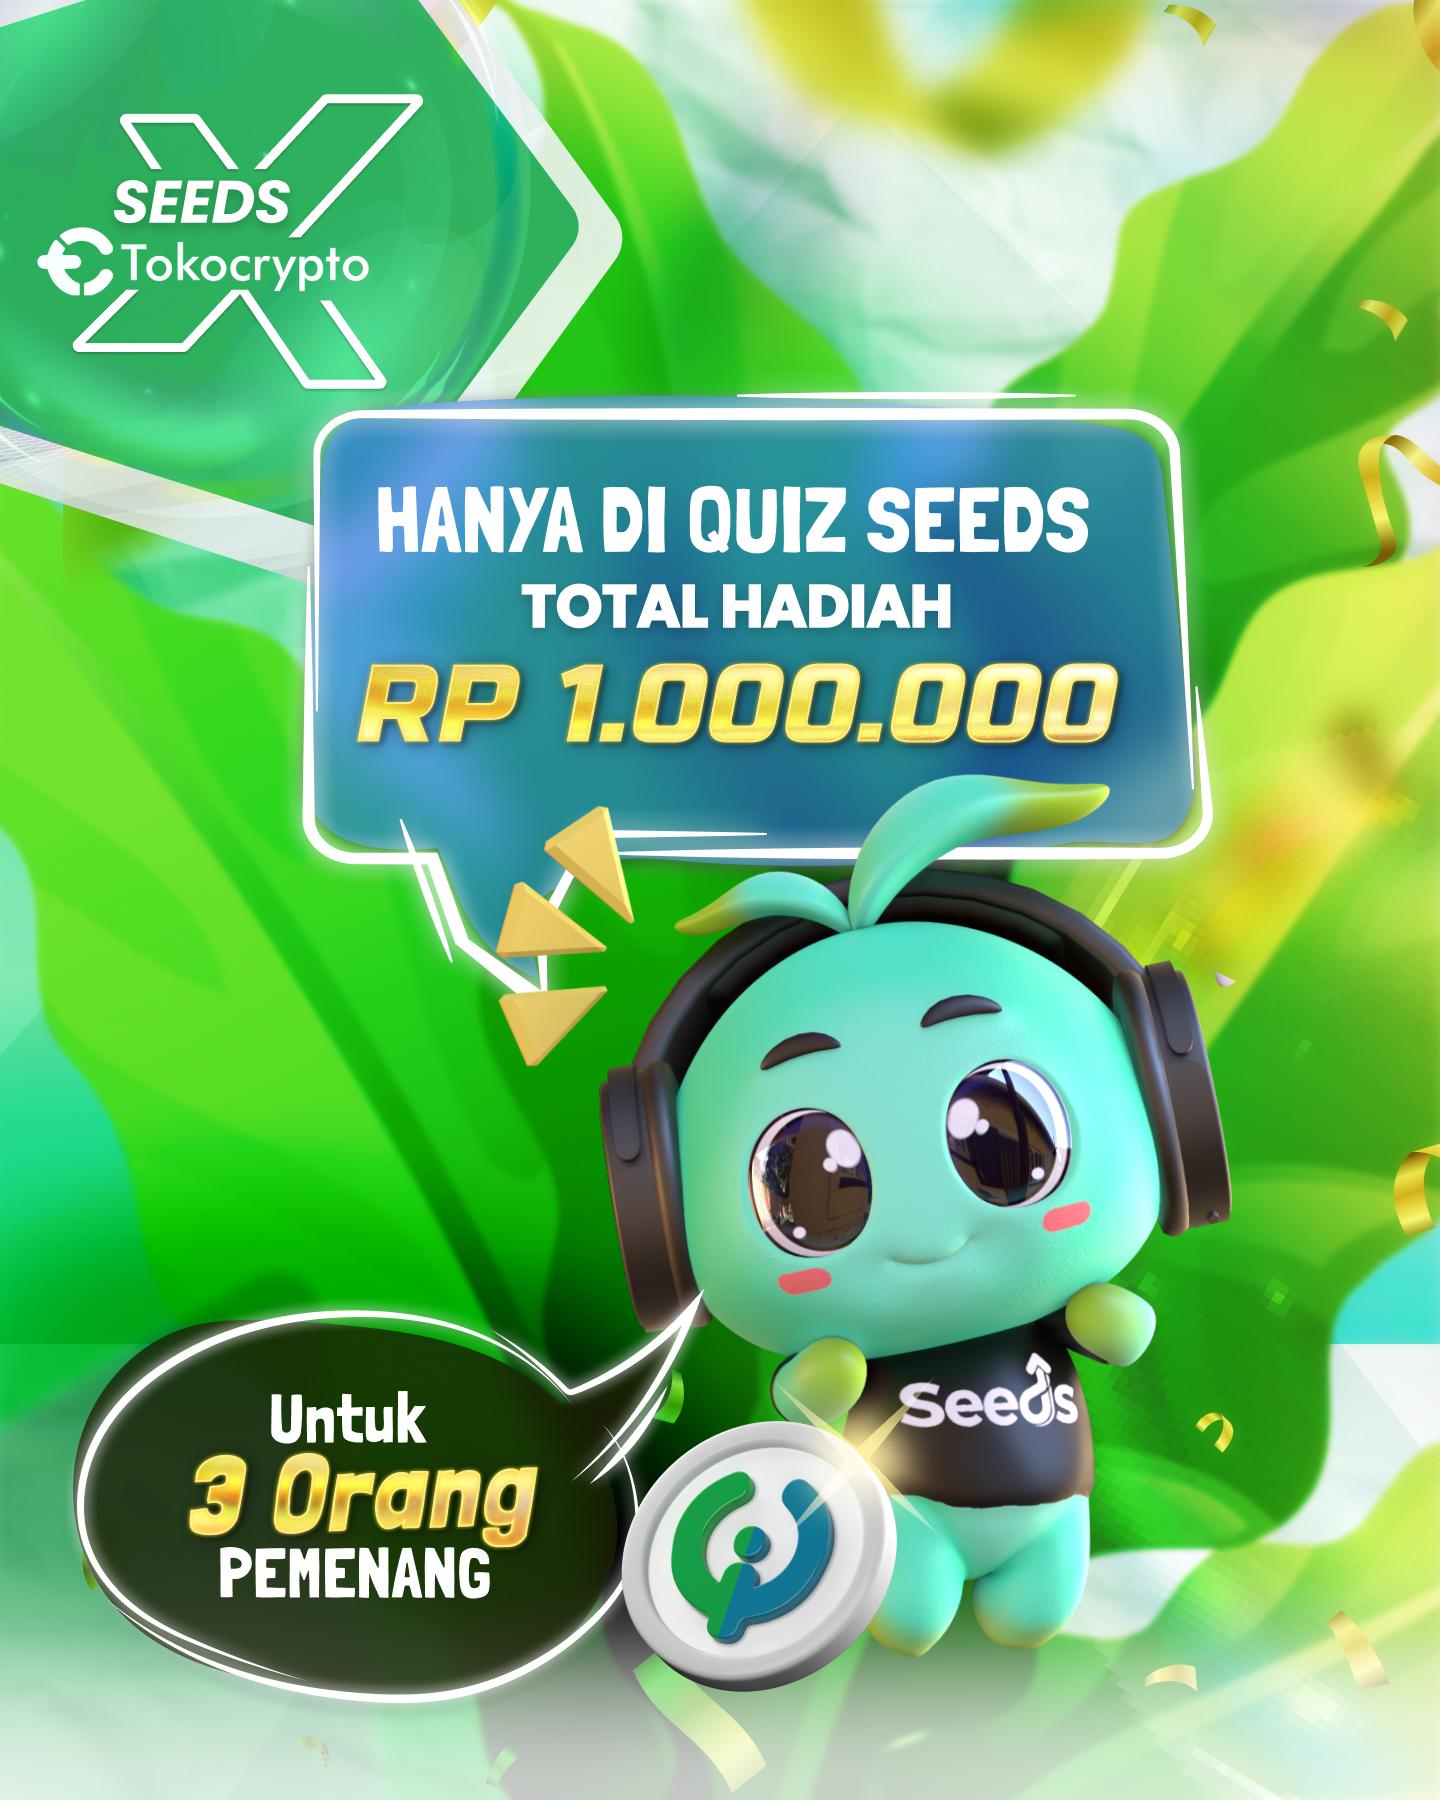 SEEDS
Tokocrypto
HANYA DI QUIZ SEEDS
TOTAL HADIAH
RP 1.000.000
Untuk
3 Orang
PEMENANG
Seeds